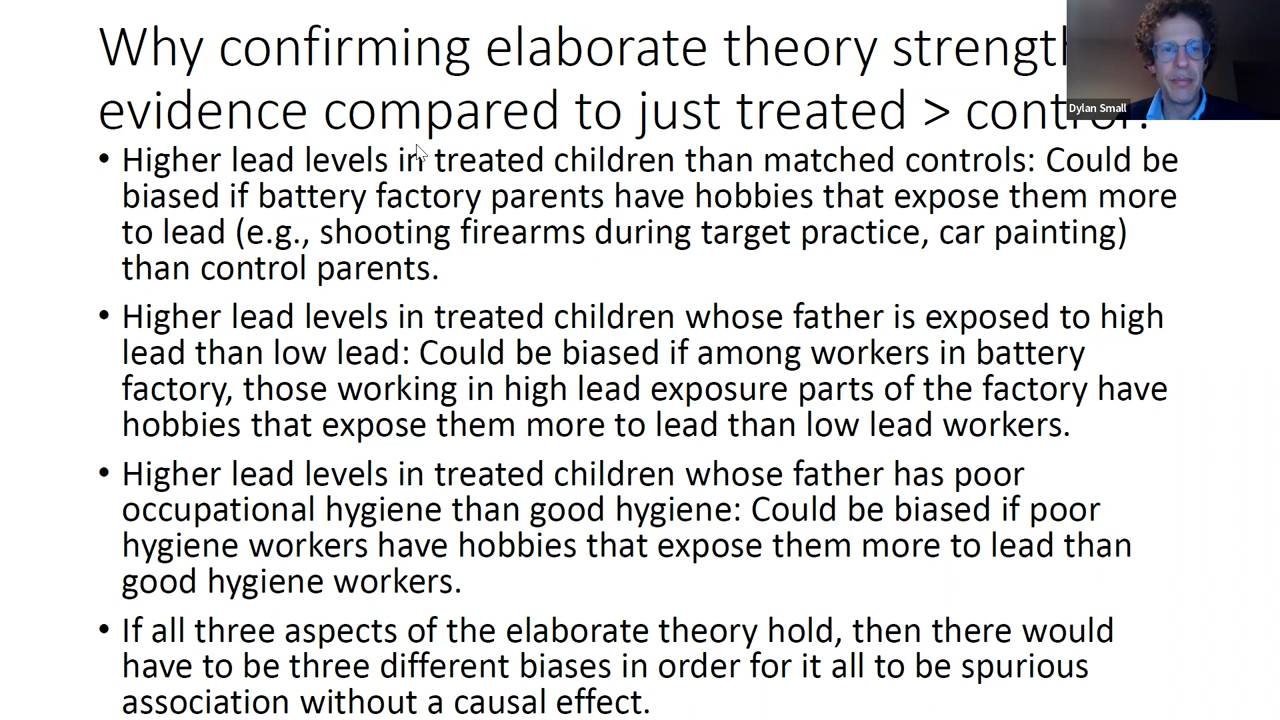 Why confirming elaborate theory strength
evidence compared to just treated > control?
Dylan Small
• Higher lead levels in treated children than matched controls: Could be
biased if battery factory parents have hobbies that expose them more
to lead (e.g., shooting firearms during target practice, car painting)
than control parents.
• Higher lead levels in treated children whose father is exposed to high
lead than low lead: Could be biased if among workers in battery
factory, those working in high lead exposure parts of the factory have
hobbies that expose them more to lead than low lead workers.
• Higher lead levels in treated children whose father has poor
occupational hygiene than good hygiene: Could be biased if poor
hygiene workers have hobbies that expose them more to lead than
good hygiene workers.
• If all three aspects of the elaborate theory hold, then there would
have to be three different biases in order for it all to be spurious
association without a causal effect.